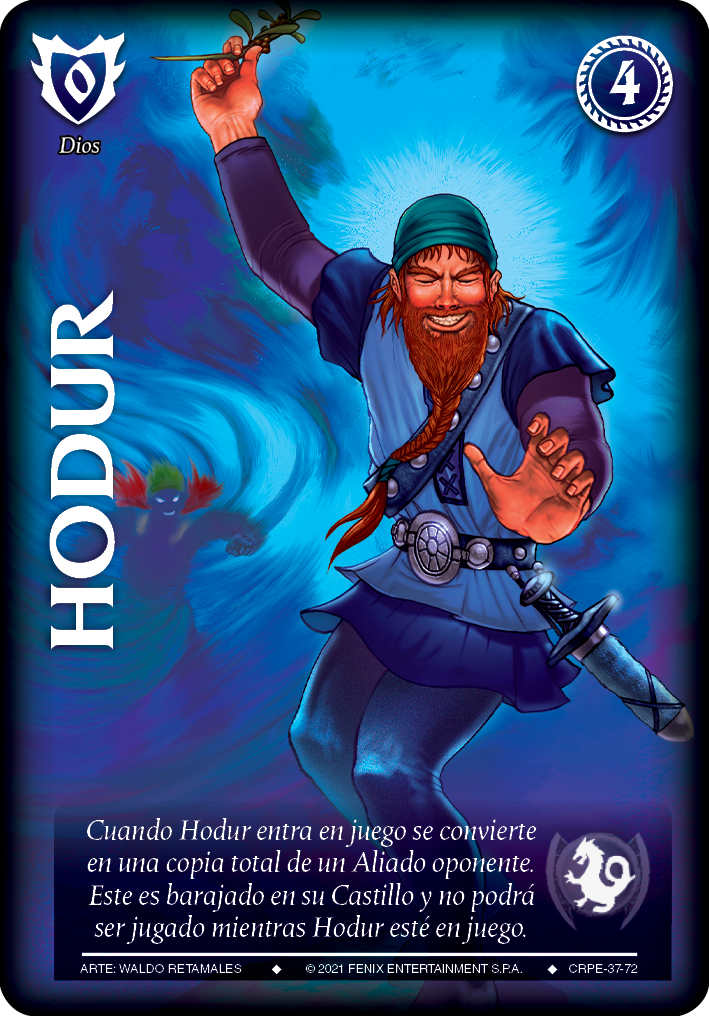 0
4
Dios
HODUR
Cuando Hodur entra en juego se convierte
en una copia total de un Aliado oponente.
Este es barajado en su Castillo y no podrá
ser jugado mientras Hodur esté en juego.
ARTE: WALDO RETAMALES ◆ © 2021 FENIX ENTERTAINMENT S.P.A. ◆ CRPE-37-72